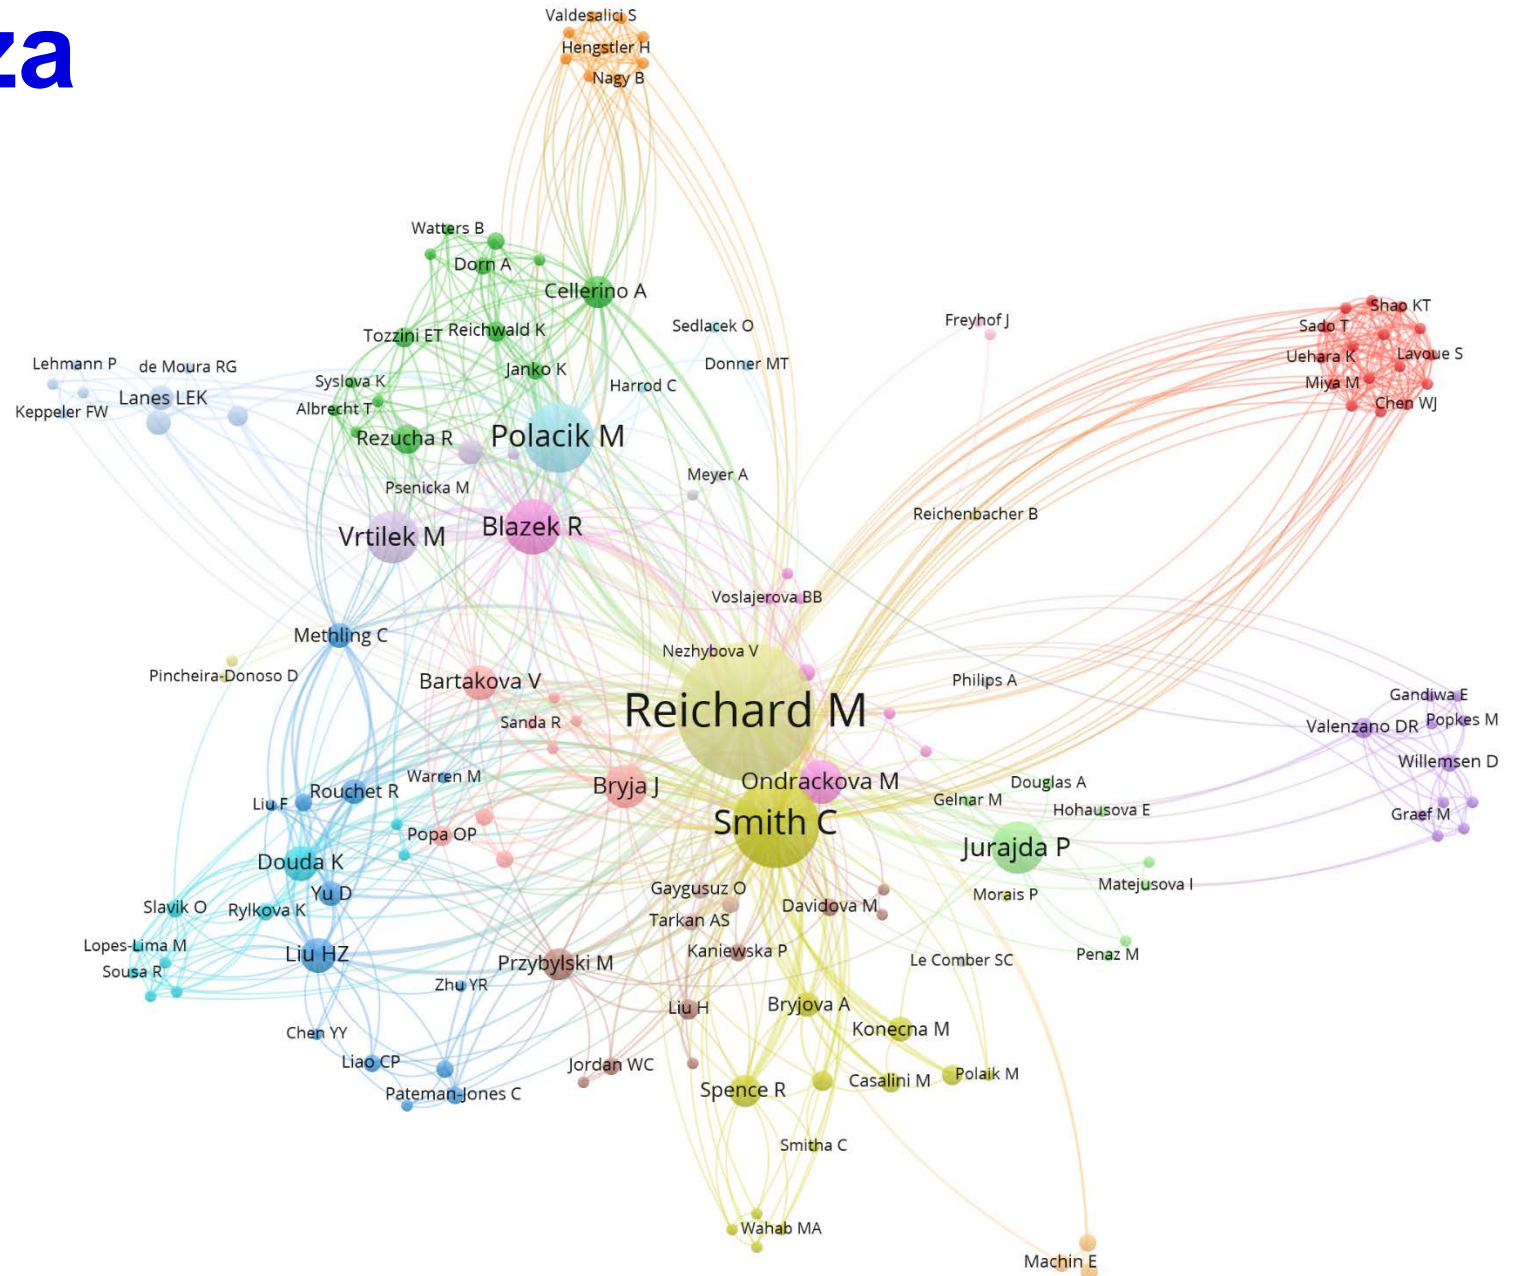 za
Valdesalici S
Hengstler H
Nagy B
Watters B
Dorn A
Cellerino A
Shao KT
Sado T
Freyhof J
Sedlacek O
Tozzini ET
Reichwald K
Uehara K
Lavoue S
Lehmann P
de Moura RG
Janko K
Donner MT
Syslova K
Harrod C
Miya M
Lanes LEK
Keppeler FW
Albrecht T
Chen WJ
Rezucha R
Polacik M
Meyer A
Psenicka M
Reichenbacher B
Vrtilek M
Blazek R
Voslajerova BB
Methling C
Nezhybova V
Pincheira-Donoso D
Bartakova V
Philips A
Gandiwa E
Reichard M
Sanda R
Valenzano DR
Popkes M
Willemsen D
Warren M
Bryja J
Ondrackova M
Douglas A
Liu F
Rouchet R
Gelnar M
Hohausova E
Graef M
Smith C
Popa OP
Jurajda P
Douda K
Yu D
Gaygusuz O
Morais P
Matejusova I
Slavik O
Rylkova K
Davidova M
Tarkan AS
Lopes-Lima M
Liu HZ
Kaniewska P
Penaz M
Sousa R
Przybylski M
Le Comber SC
Zhu YR
Liu H
Bryjova A
Chen YY
Konecna M
Liao CP
Jordan WC
Polaik M
Casalini M
Pateman-Jones C
Spence R
Smitha C
Wahab MA
Machin E